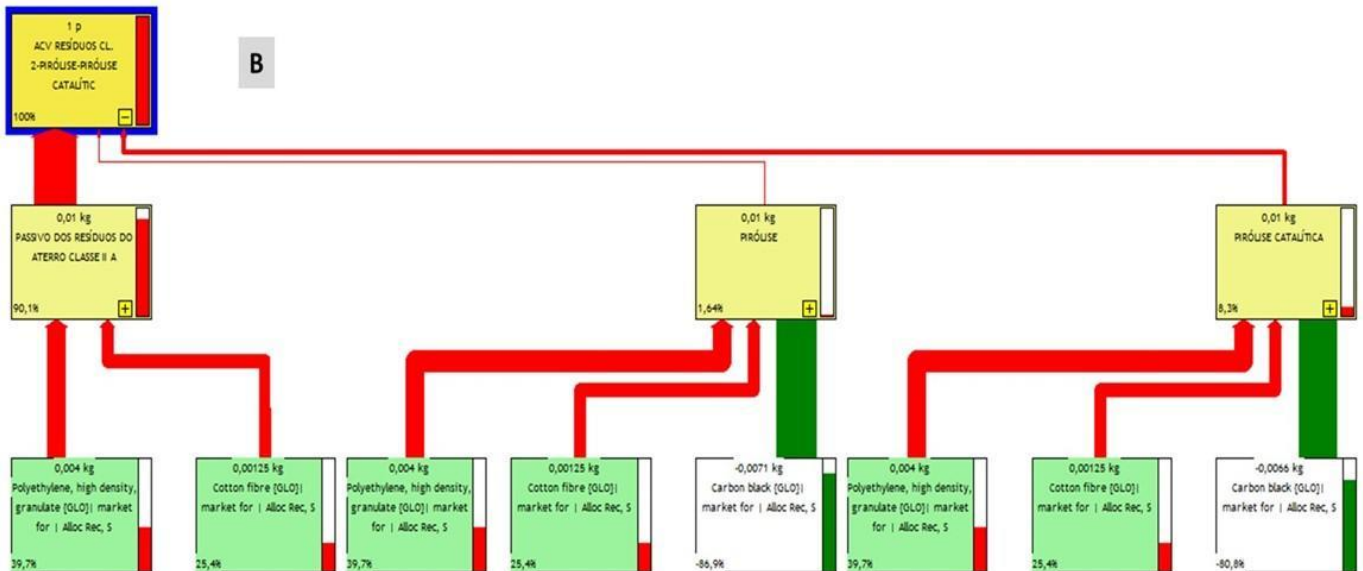 1 p
ACV RESÍDUOS CL.
2-PIRÓLISE-PIRÓLISE
CATALÍTIC
100%
B
0,01 kg
PASSIVO DOS RESÍDUOS DO
ATERRO CLASSE II A
90,1%
0,01 kg
PIRÓLISE
1,64%
0,01 kg
PIRÓLISE CATALÍTICA
8,3%
0,004 kg
Polyethylene, high density,
granulate [GLO]|
market
for | Alloc Rec, S
39,7%
0,00125 kg
Cotton fibre [GLO]|
market for | Alloc Rec, S
25,4%
0,004 kg
Polyethylene, high density,
granulate [GLO]| market
for | Alloc Rec, S
39,7%
0,00125 kg
Cotton fibre [GLO]|
market for | Alloc Rec, S
25,4%
-0,0071 kg
Carbon black [GLO]|
market for | Alloc Rec, S
-86,9%
0,004 kg
Polyethylene, high density,
granulate [GLO]| market
for | Alloc Rec, S
39,7%
0,00125 kg
Cotton fibre [GLO]|
market for | Alloc Rec, S
25,4%
-0,0066 kg
Carbon black [GLO]|
market for | Alloc Rec, S
-80,8%